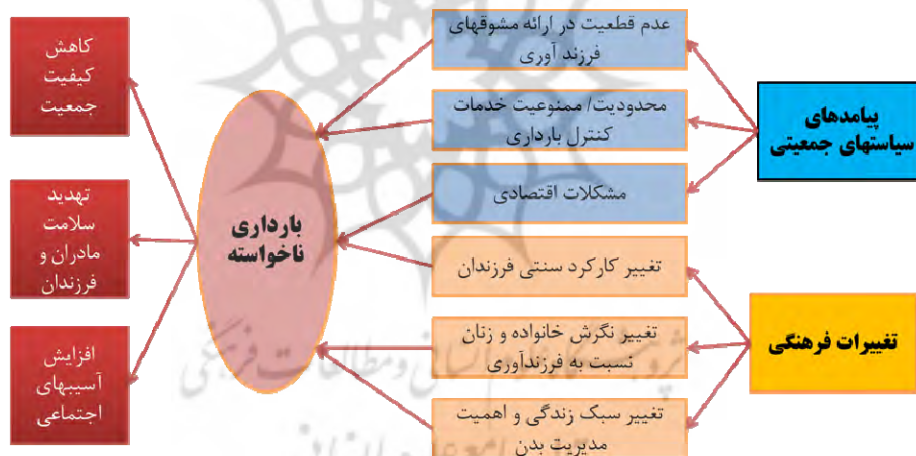 پیامدهای
سیاستهای جمعیتی
تغییرات فرهنگی
عدم قطعیت در ارائه مشوقهای
فرزند آوری
محدودیت/ ممنوعیت خدمات
کنترل بارداری
مشکلات اقتصادی
تغییر کارکرد سنتی فرزندان
تغییر نگرش خانواده و زنان
نسبت به فرزندآوری
تغییر سبک زندگی و اهمیت
مدیریت بدن
بارداری
ناخواسته
کاهش
کیفیت
جمعیت
تهدید
سلامت
مادران و
فرزندان
افزایش
آسیبهای
اجتماعی